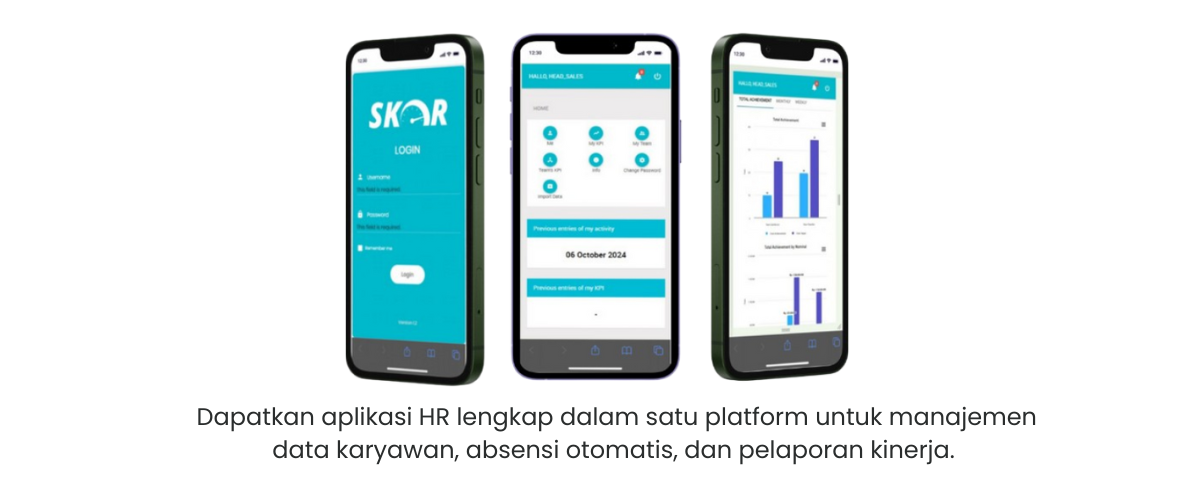 12:30
SKOR
LOGIN
Username
this field is required
Password
this field is required
Remember me
Login
12:30
HALLO, HEAD_SALES
HOME
My KPI
My Team
Team's KPI
Change Password
Import Data
Previous entries of my activity
06 October 2024
Previous entries of my KPI
-
12:30
HALLO, HEAD_SALES
TOTAL ACHIEVEMENT MONTHLY WEEKLY
Total Achievement
Total Achievement by Nominal
Dapatkan aplikasi HR lengkap dalam satu platform untuk manajemen
data karyawan, absensi otomatis, dan pelaporan kinerja.